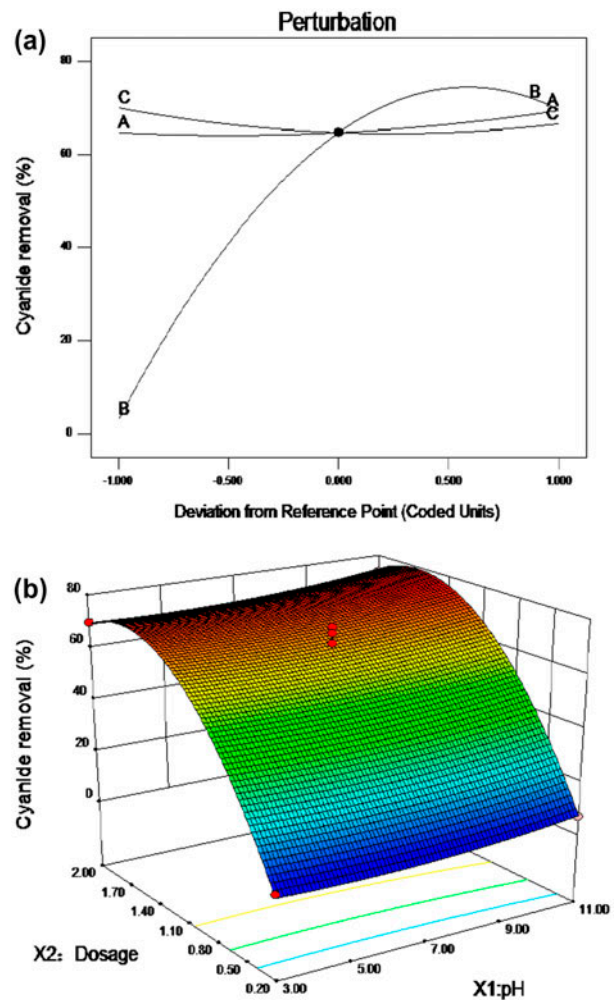 (a)
Perturbation
80
60
40
20
0
Cyanide removal (%)
C
A
B
B
A
C
-1.000
-0.500
0.000
0.500
1.000
Deviation from Reference Point (Coded Units)
(b)
80
60
40
20
0
Cyanide removal (%)
2.00
1.70
1.40
1.10
0.80
0.50
0.20
X2: Dosage
3.00
5.00
7.00
9.00
11.00
X1:pH